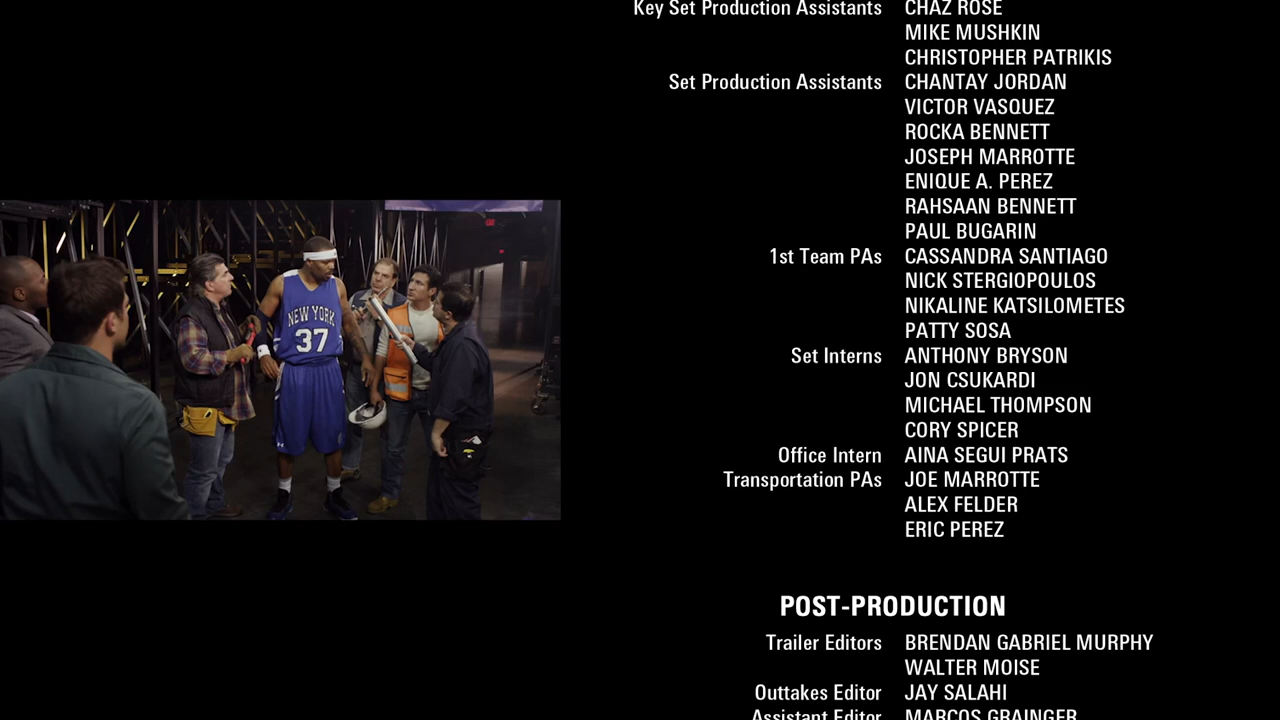 Key Set Production Assistants CHAZ ROSE
MIKE MUSHKIN
CHRISTOPHER PATRIKIS
Set Production Assistants CHANTAY JORDAN
VICTOR VASQUEZ
ROCKA BENNETT
JOSEPH MARROTTE
ENIQUE A. PEREZ
RAHSAAN BENNETT
PAUL BUGARIN
1st Team PAs CASSANDRA SANTIAGO
NICK STERGIOPOULOS
NIKALINE KATSILOMETES
PATTY SOSA
Set Interns ANTHONY BRYSON
JON CSUKARDI
MICHAEL THOMPSON
CORY SPICER
Office Intern AINA SEGUI PRATS
Transportation PAs JOE MARROTTE
ALEX FELDER
ERIC PEREZ
NEW YORK
37
POST-PRODUCTION
Trailer Editors BRENDAN GABRIEL MURPHY
WALTER MOISE
Outtakes Editor JAY SALAHI
Assistant Editor MARCOS GRAINGER